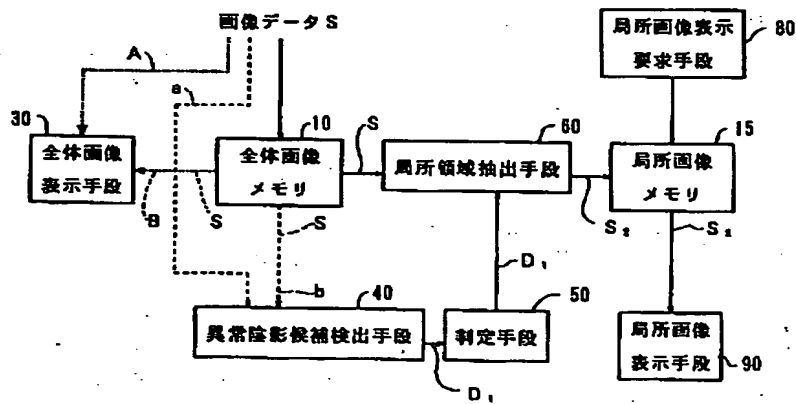 画像データS
A
a
30
全体画像
表示手段
B
S
10
全体画像
メモリ
S
S
b
60
局所領域抽出手段
S₂
D₁
40
異常陰影候補検出手段
D₁
50
判定手段
局所画像表示
要求手段
80
15
局所画像
メモリ
S₂
局所画像
表示手段
90